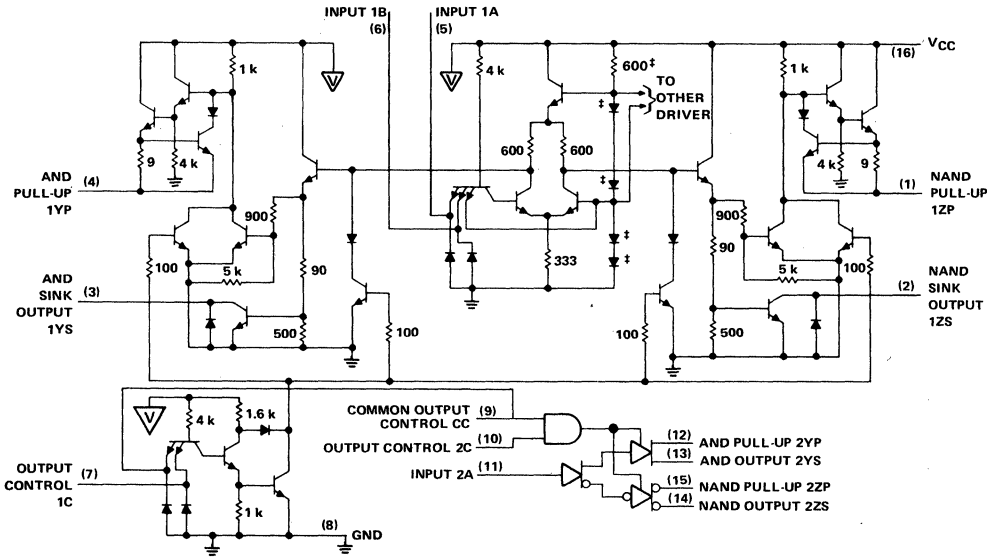 INPUT 1B
(6)
INPUT 1A
(5)
V
V
VCC
(16)
1 k
4 k
600‡
TO
OTHER
DRIVER
‡
1 k
9
4 k
600
600
4 k
9
AND
PULL-UP
1YP
(4)
‡
(1)
NAND
PULL-UP
1ZP
900
900
100
5 k
90
333
‡
‡
90
5 k
100
AND
SINK
OUTPUT
1YS
(3)
(2)
NAND
SINK
OUTPUT
1ZS
500
100
100
500
V
4 k
1.6 k
COMMON OUTPUT
CONTROL CC
(9)
OUTPUT CONTROL 2C
(10)
(12)
AND PULL-UP 2YP
(13)
AND OUTPUT 2YS
INPUT 2A
(11)
OUTPUT
CONTROL
1C
(7)
(15)
NAND PULL-UP 2ZP
(14)
NAND OUTPUT 2ZS
1 k
(8)
GND